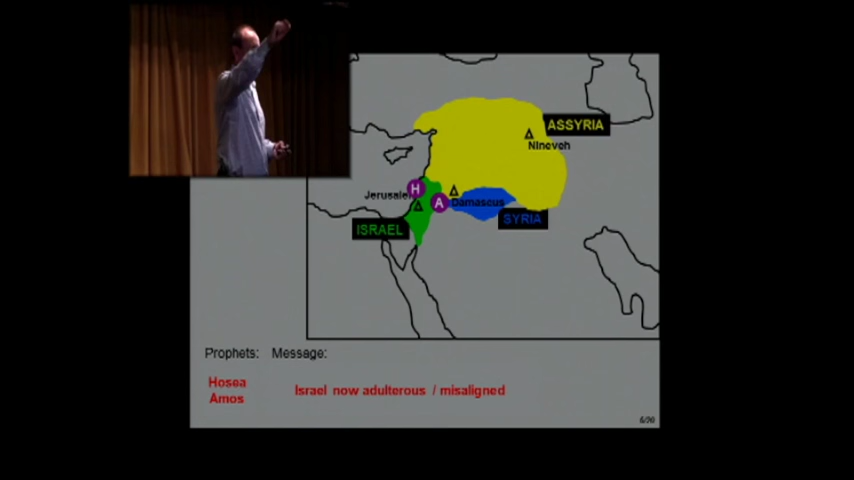 ASSYRIA
Nineveh
H
Jerusalem
A
Damascus
SYRIA
ISRAEL
Prophets: Message:
Hosea
Amos
Israel now adulterous / misaligned
6/20